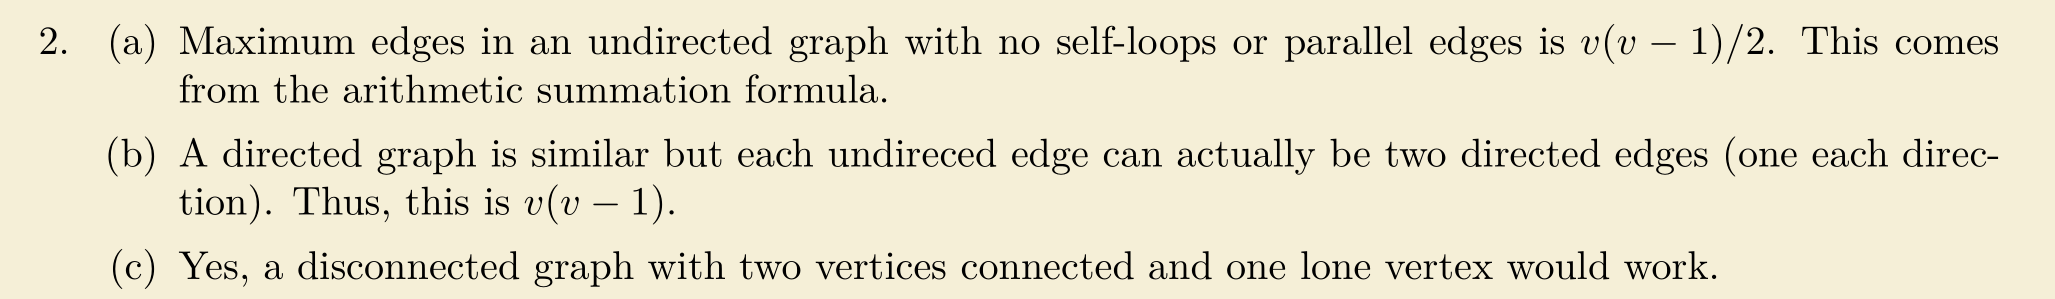 2. (a) Maximum edges in an undirected graph with no self-loops or parallel edges is v(v − 1)/2. This comes
from the arithmetic summation formula.
(b) A directed graph is similar but each undireced edge can actually be two directed edges (one each direc-
tion). Thus, this is v(v − 1).
(c) Yes, a disconnected graph with two vertices connected and one lone vertex would work.